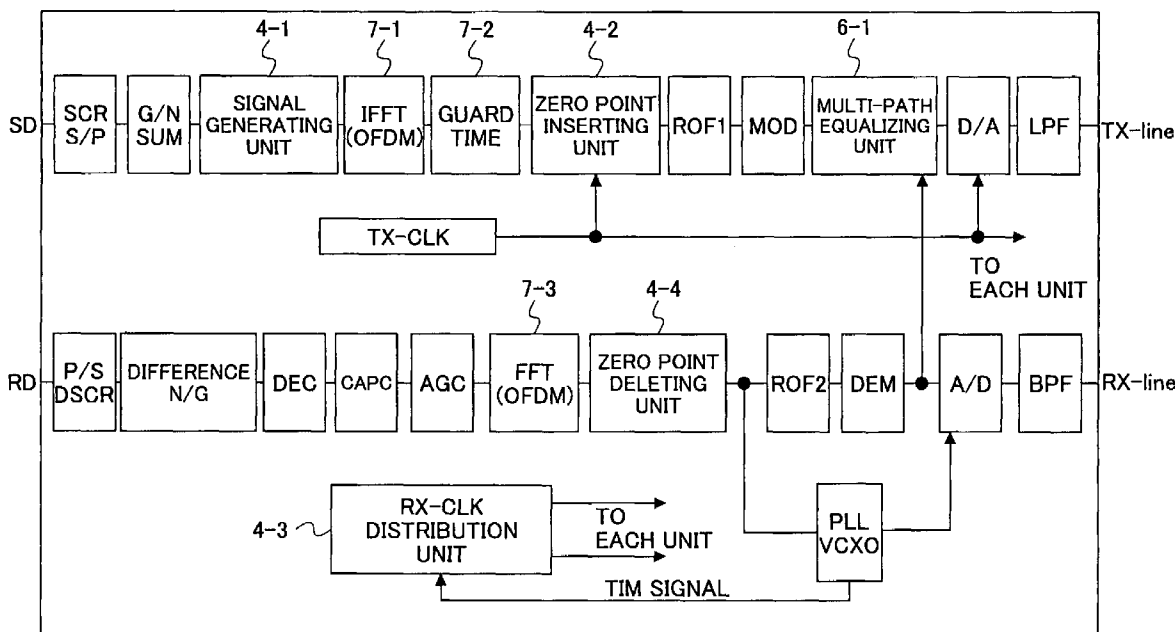 4-1
7-1
7-2
4-2
6-1
SD
SCR
S/P
G/N
SUM
SIGNAL
GENERATING
UNIT
IFFT
(OFDM)
GUARD
TIME
ZERO POINT
INSERTING
UNIT
ROF1
MOD
MULTI-PATH
EQUALIZING
UNIT
D/A
LPF
TX-line
TX-CLK
TO
EACH UNIT
7-3
4-4
RD
P/S
DSCR
DIFFERENCE
N/G
DEC
CAPC
AGC
FFT
(OFDM)
ZERO POINT
DELETING
UNIT
ROF2
DEM
A/D
BPF
RX-line
4-3
RX-CLK
DISTRIBUTION
UNIT
TO
EACH UNIT
PLL
VCXO
TIM SIGNAL